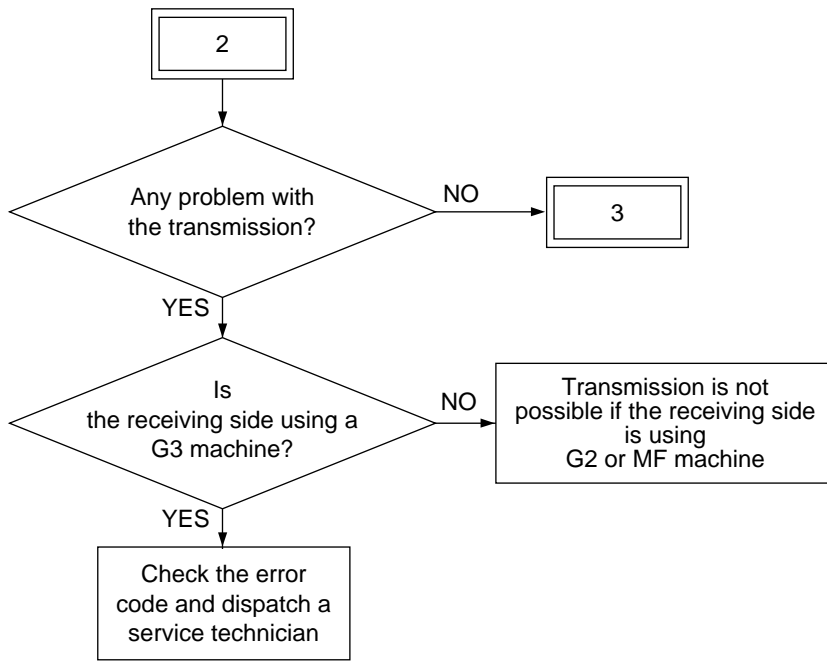 2
Any problem with
the transmission?
NO
3
YES
Is
the receiving side using a
G3 machine?
NO
Transmission is not
possible if the receiving side
is using
G2 or MF machine
YES
Check the error
code and dispatch a
service technician